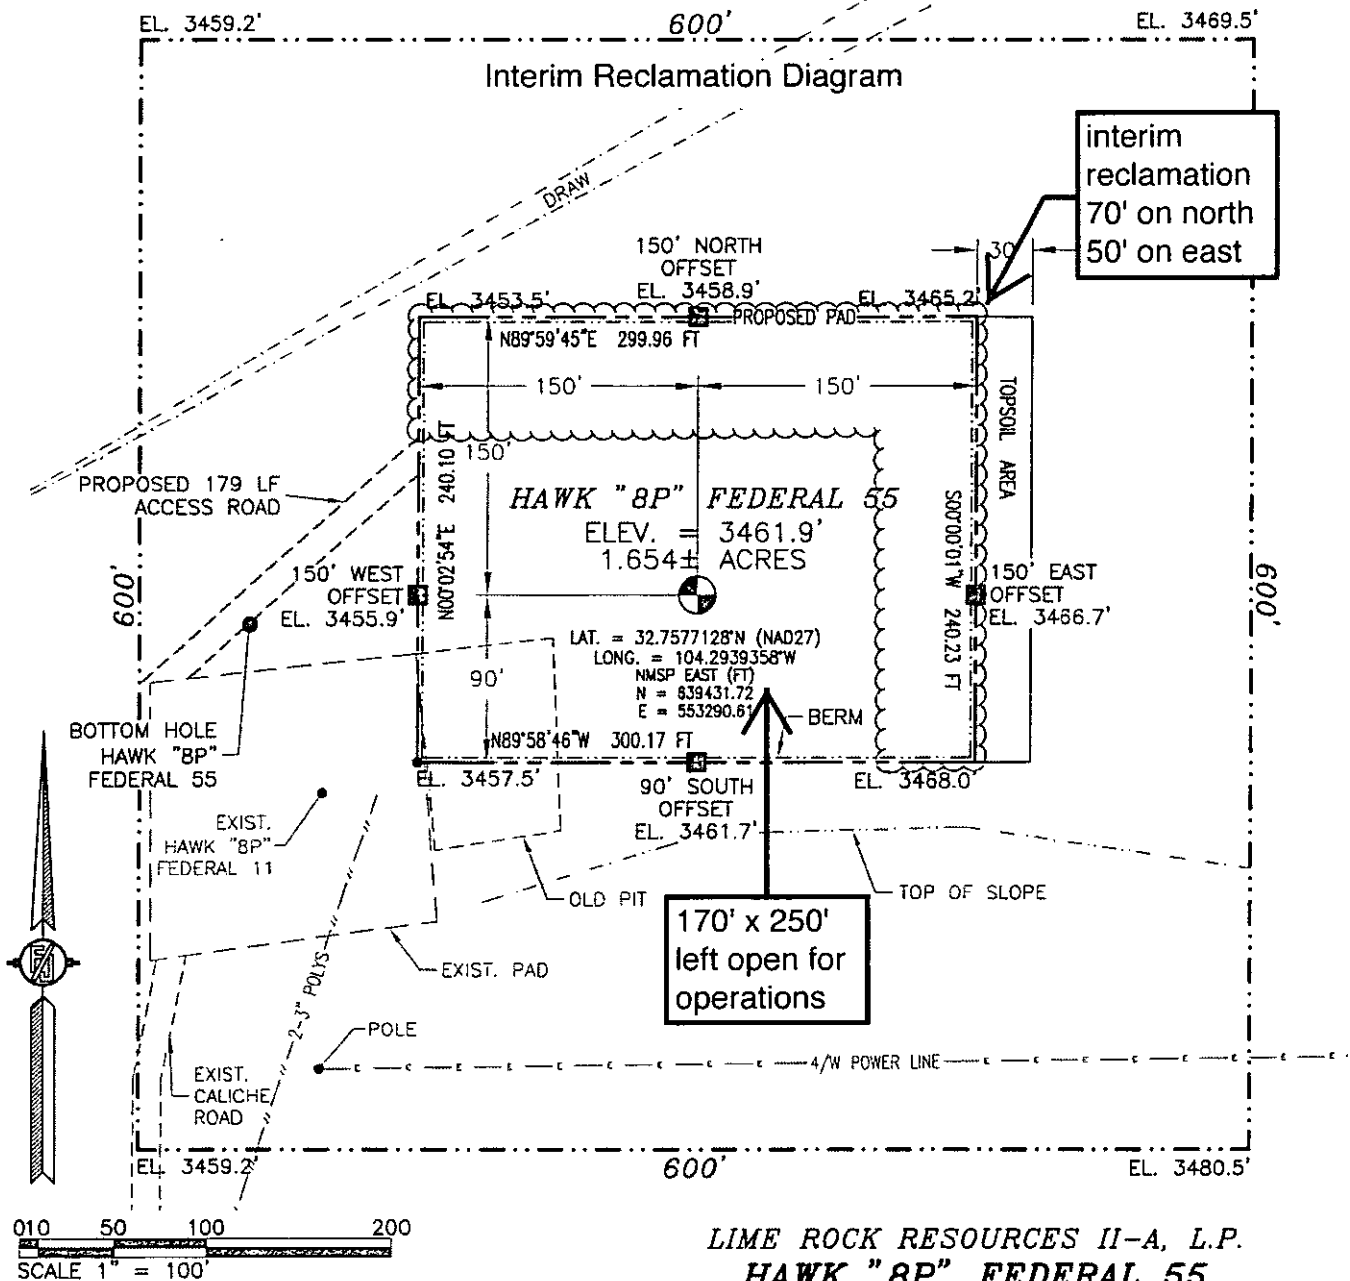 EL. 3459.2'
600'
EL. 3469.5'
Interim Reclamation Diagram
DRAW
interim
reclamation
70' on north
50' on east
150' NORTH
OFFSET
EL. 3458.9'
30
EL. 3453.5'
EL. 3465.2'
PROPOSED PAD
N89°59'45"E 299.96 FT
150'
150'
150'
240.10 FT
N00°02'54"E
TOPSOIL AREA
PROPOSED 179 LF
ACCESS ROAD
HAWK "8P" FEDERAL 55
ELEV. = 3461.9'
1.654± ACRES
S00°00'01"W 240.23 FT
600'
150' WEST
OFFSET
EL. 3455.9'
150' EAST
OFFSET
EL. 3466.7'
600'
LAT. = 32.7577128°N (NAD27)
LONG. = 104.2939358°W
NMSP EAST (FT)
N = 639431.72
E = 553290.61
90'
BERM
BOTTOM HOLE
HAWK "8P"
FEDERAL 55
N89°58'46"W 300.17 FT
EL. 3457.5'
90' SOUTH
OFFSET
EL. 3461.7'
EL. 3468.0'
EXIST.
HAWK "8P"
FEDERAL 11
OLD PIT
TOP OF SLOPE
170' x 250'
left open for
operations
EXIST. PAD
2-3" POLYS
POLE
4/W POWER LINE
EXIST.
CALICHE
ROAD
EL. 3459.2'
600'
EL. 3480.5'
010 50 100 200
SCALE 1" = 100'
LIME ROCK RESOURCES II-A, L.P.
HAWK "8P" FEDERAL 55